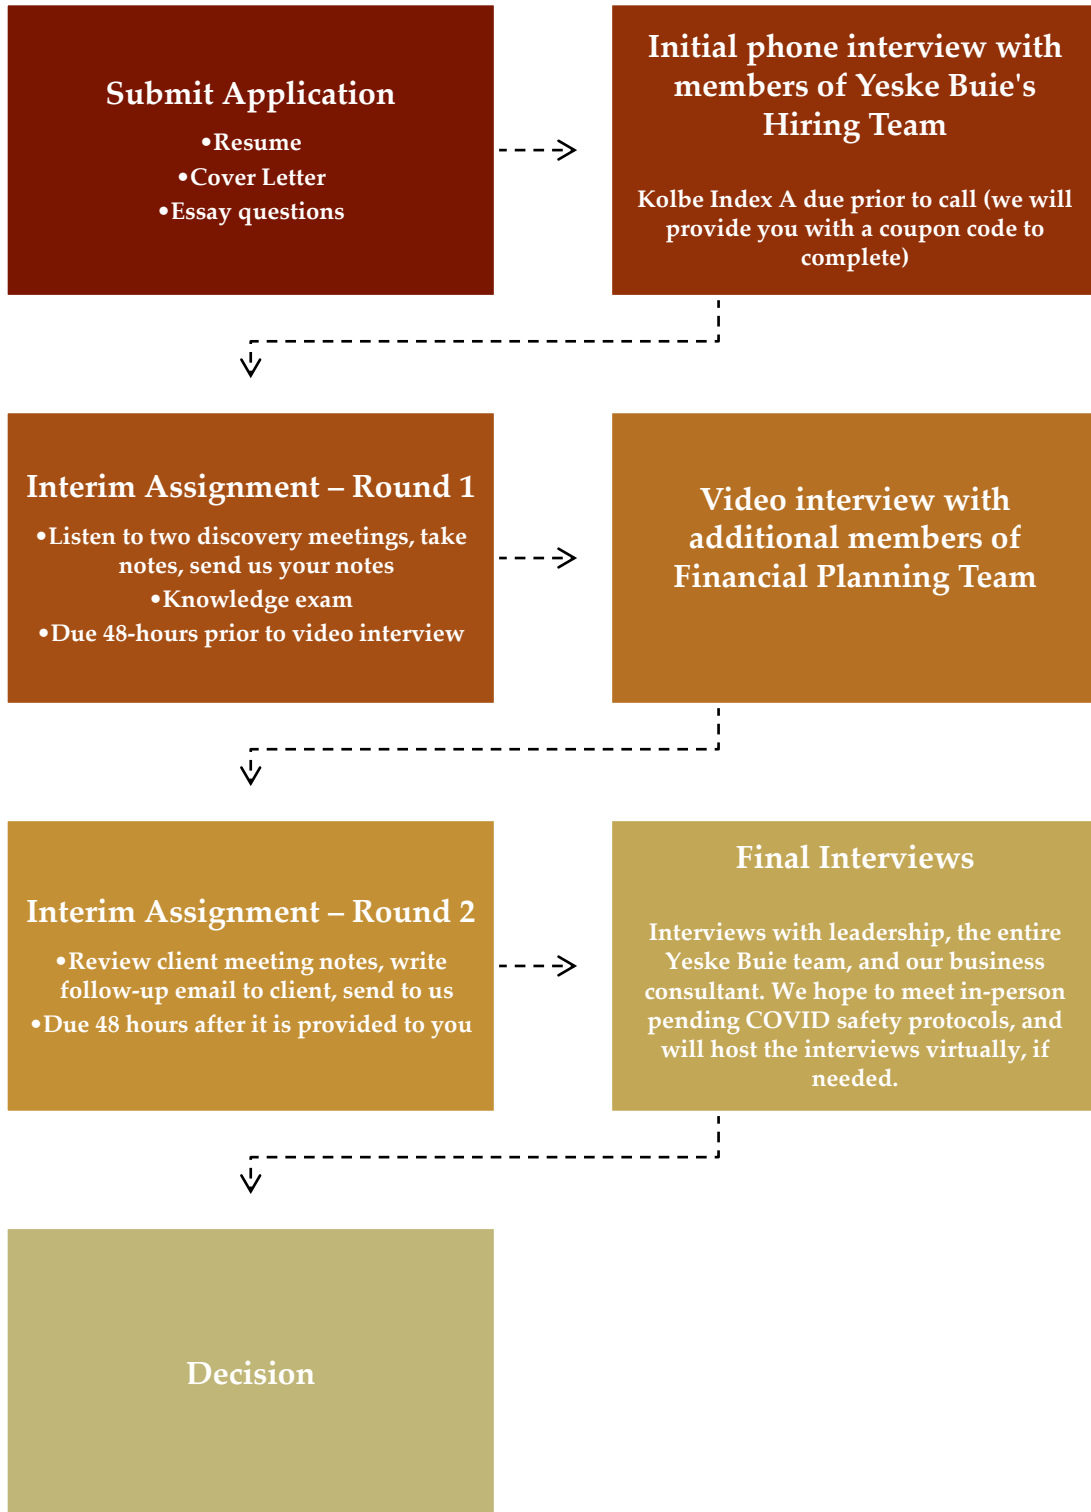 Submit Application
•Resume
•Cover Letter
•Essay questions
Initial phone interview with
members of Yeske Buie's
Hiring Team
Kolbe Index A due prior to call (we will
provide you with a coupon code to
complete)
Interim Assignment – Round 1
•Listen to two discovery meetings, take
notes, send us your notes
•Knowledge exam
•Due 48-hours prior to video interview
Video interview with
additional members of
Financial Planning Team
Interim Assignment – Round 2
•Review client meeting notes, write
follow-up email to client, send to us
•Due 48 hours after it is provided to you
Final Interviews
Interviews with leadership, the entire
Yeske Buie team, and our business
consultant. We hope to meet in-person
pending COVID safety protocols, and
will host the interviews virtually, if
needed.
Decision